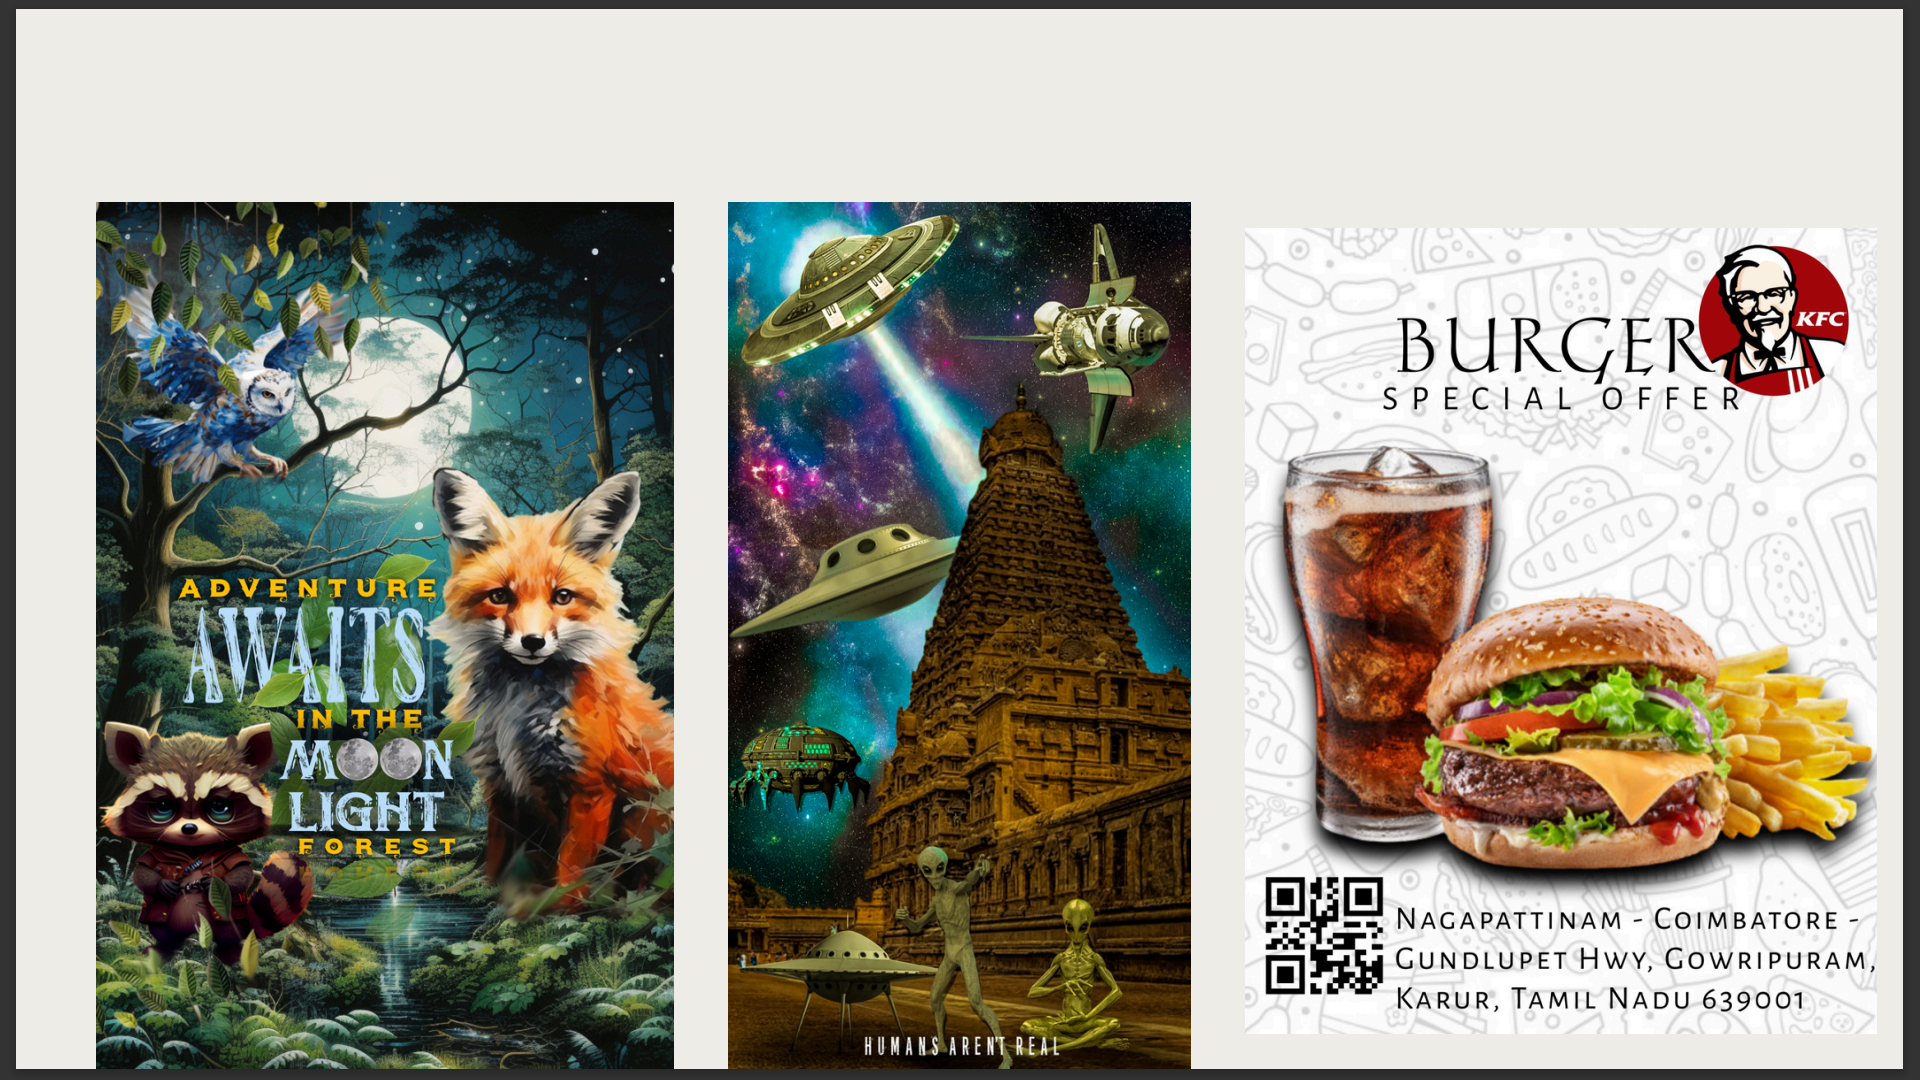 ADVENTURE
AWAITS
IN THE
MOON
LIGHT
FOREST
HUMANS AREN'T REAL
BURGER
KFC
SPECIAL OFFER
NAGAPATTINAM - COIMBATORE -
GUNDLUPET HWY, GOWRIPURAM,
KARUR, TAMIL NADU 639001